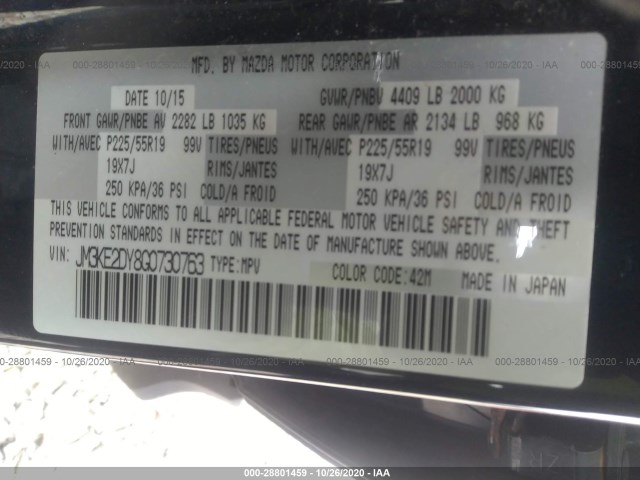 MFD. BY MAZDA MOTOR CORPORATION
DATE 10/15 GVWR/PNBV 4409 LB 2000 KG
FRONT GAWR/PNBE AV 2282 LB 1035 KG REAR GAWR/PNBE AR 2134 LB 968 KG
WITH/AVEC P225/55R19 99V TIRES/PNEUS WITH/AVEC P225/55R19 99V TIRES/PNEUS
19X7J RIMS/JANTES 19X7J RIMS/JANTES
250 KPA/36 PSI COLD/A FROID 250 KPA/36 PSI COLD/A FROID
THIS VEHICLE CONFORMS TO ALL APPLICABLE FEDERAL MOTOR VEHICLE SAFETY AND THEFT
PREVENTION STANDARDS IN EFFECT ON THE DATE OF MANUFACTURE SHOWN ABOVE.
VIN: JM3KE2DY8G0730763 TYPE:MPV COLOR CODE:42M MADE IN JAPAN
000-28801459 - 10/26/2020 - IAA